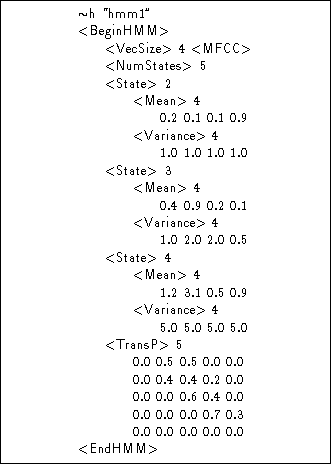 ~h "hmm1"
<BeginHMM>
<VecSize> 4 <MFCC>
<NumStates> 5
<State> 2
<Mean> 4
0.2 0.1 0.1 0.9
<Variance> 4
1.0 1.0 1.0 1.0
<State> 3
<Mean> 4
0.4 0.9 0.2 0.1
<Variance> 4
1.0 2.0 2.0 0.5
<State> 4
<Mean> 4
1.2 3.1 0.5 0.9
<Variance> 4
5.0 5.0 5.0 5.0
<TransP> 5
0.0 0.5 0.5 0.0 0.0
0.0 0.4 0.4 0.2 0.0
0.0 0.0 0.6 0.4 0.0
0.0 0.0 0.0 0.7 0.3
0.0 0.0 0.0 0.0 0.0
<EndHMM>